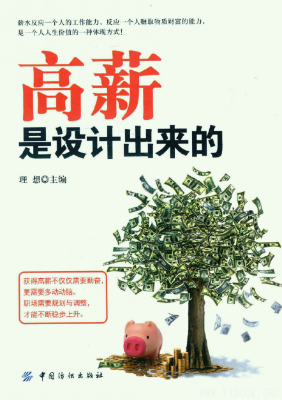 薪水反应一个人的工作能力，反应一个人赚取物质财富的能力，
是一个人人生价值的一种体现方式！
高薪
是设计出来的
理 想 主编
获得高薪不仅仅需要勤奋，
更需要多动动脑。
职场需要规划与调整，
才能不断稳步上升。
中国纺织出版社